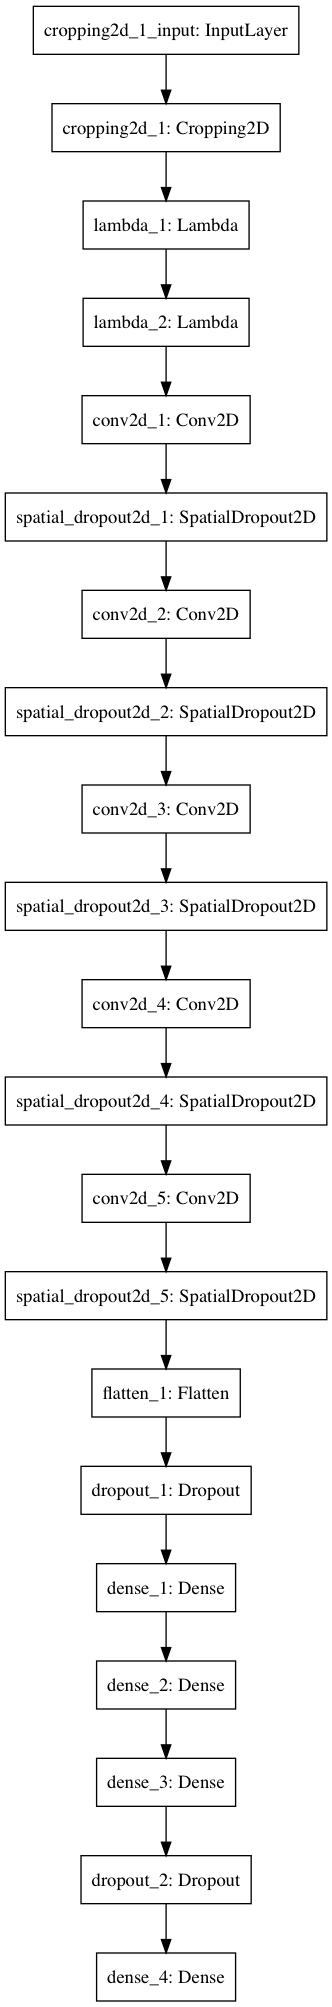 cropping2d_1_input: InputLayer
cropping2d_1: Cropping2D
lambda_1: Lambda
lambda_2: Lambda
conv2d_1: Conv2D
spatial_dropout2d_1: SpatialDropout2D
conv2d_2: Conv2D
spatial_dropout2d_2: SpatialDropout2D
conv2d_3: Conv2D
spatial_dropout2d_3: SpatialDropout2D
conv2d_4: Conv2D
spatial_dropout2d_4: SpatialDropout2D
conv2d_5: Conv2D
spatial_dropout2d_5: SpatialDropout2D
flatten_1: Flatten
dropout_1: Dropout
dense_1: Dense
dense_2: Dense
dense_3: Dense
dropout_2: Dropout
dense_4: Dense